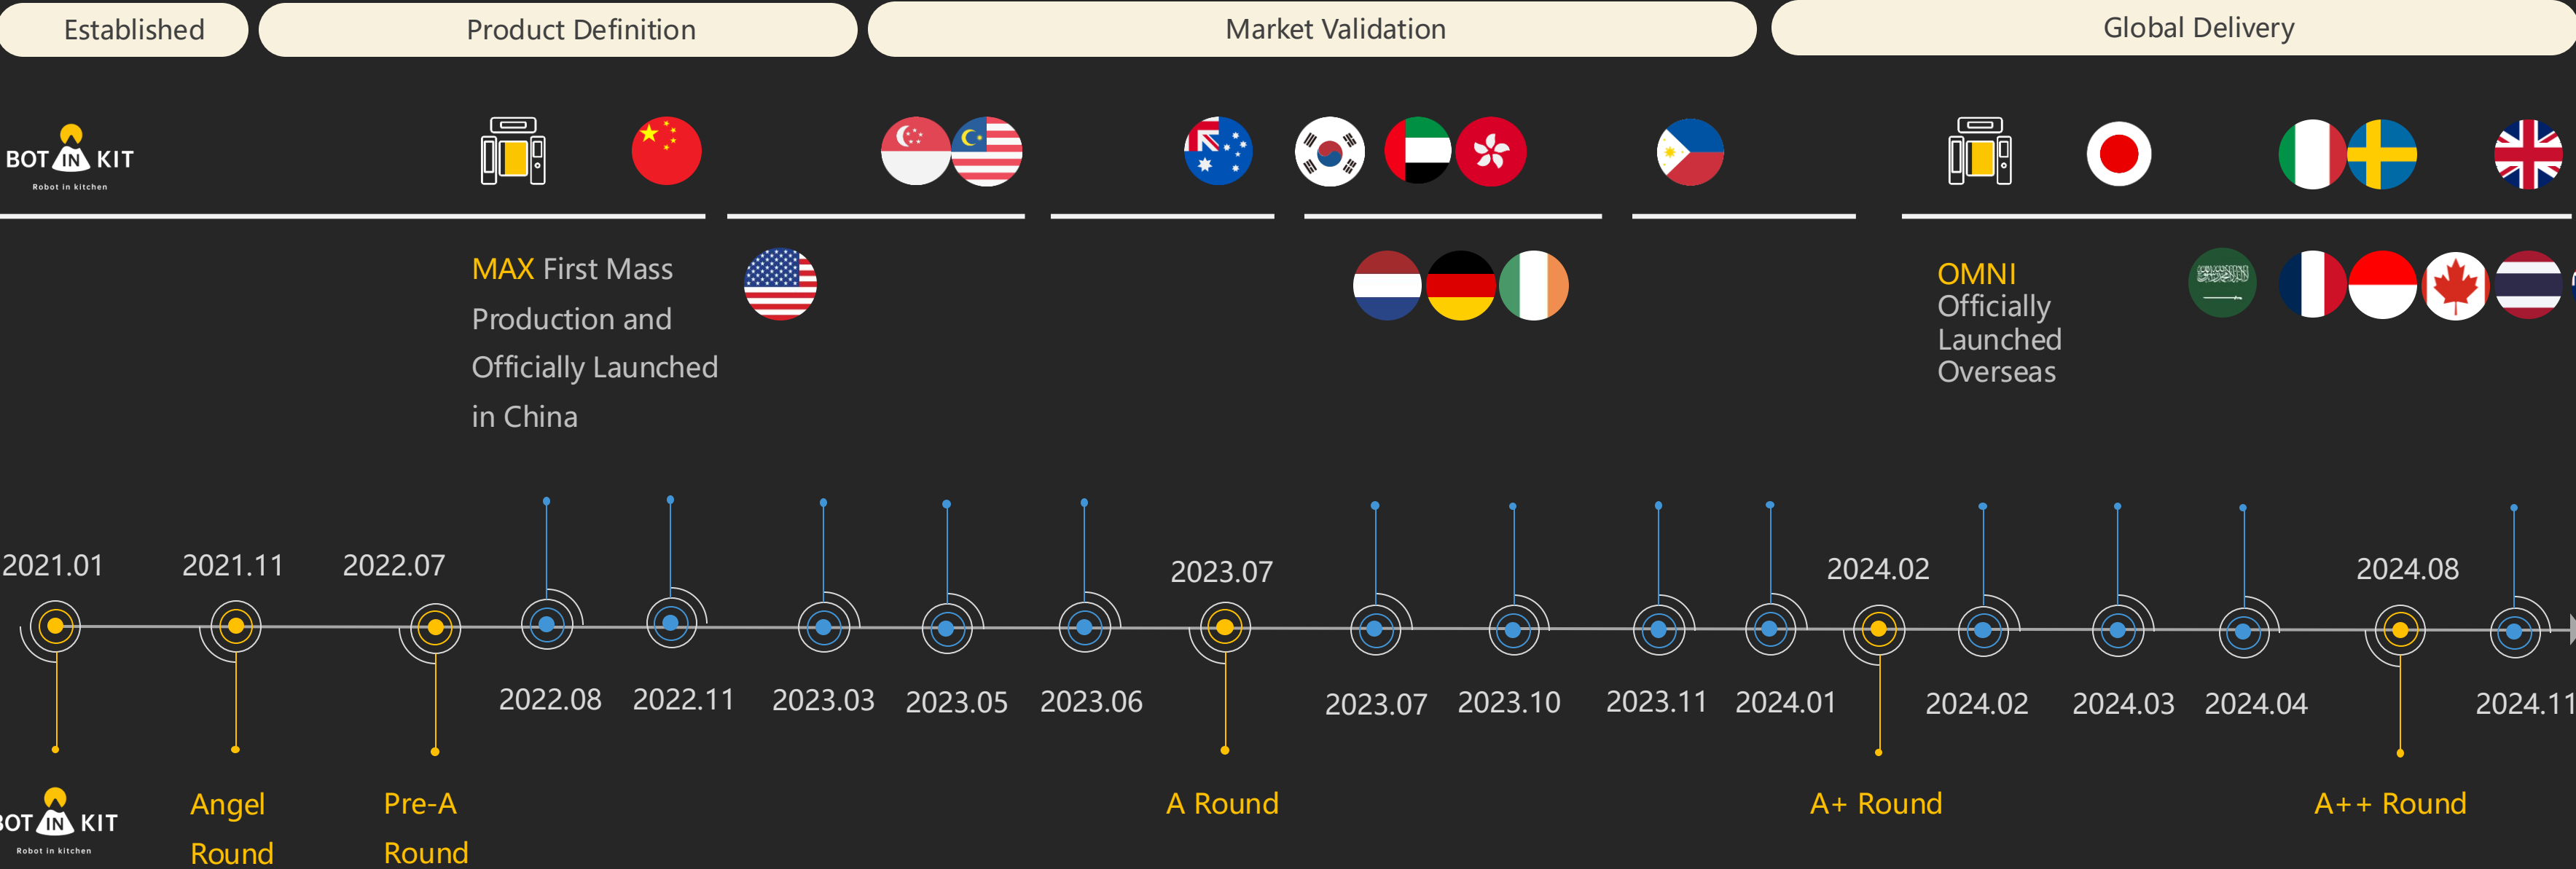 Established
Product Definition
Market Validation
Global Delivery
BOT IN KIT
Robot in kitchen
MAX First Mass
Production and
Officially Launched
in China
OMNI
Officially
Launched
Overseas
2021.01
2021.11
2022.07
2023.07
2024.02
2024.08
2022.08
2022.11
2023.03
2023.05
2023.06
2023.07
2023.10
2023.11
2024.01
2024.02
2024.03
2024.04
2024.11
BOT IN KIT
Robot in kitchen
Angel
Round
Pre-A
Round
A Round
A+ Round
A++ Round